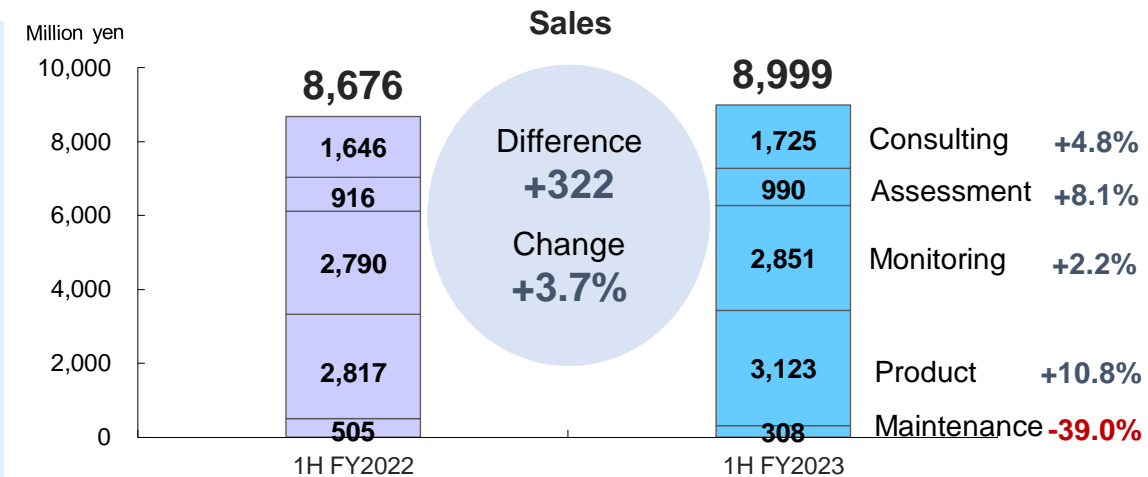 Sales
Million yen
10,000
8,000
6,000
4,000
2,000
0
8,676
1,646
916
2,790
2,817
505
1H FY2022
Difference
+322
Change
+3.7%
8,999
1,725
990
2,851
3,123
308
1H FY2023
Consulting +4.8%
Assessment +8.1%
Monitoring +2.2%
Product +10.8%
Maintenance -39.0%